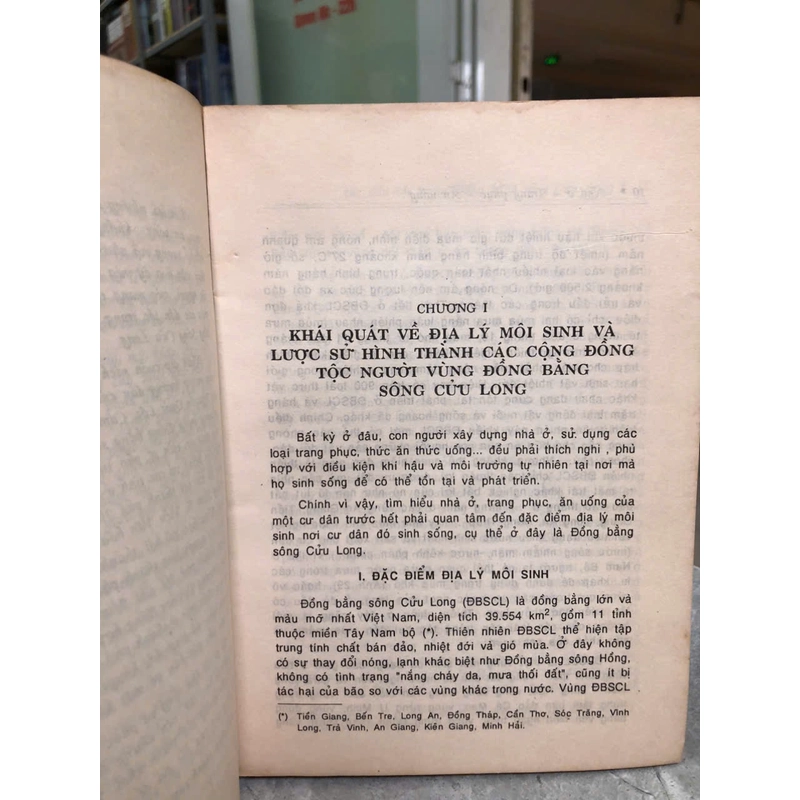 CHƯƠNG I
KHÁI QUÁT VỀ ĐỊA LÝ MÔI SINH VÀ
LƯỢC SỬ HÌNH THÀNH CÁC CỘNG ĐỒNG
TỘC NGƯỜI VÙNG ĐỒNG BẰNG
SÔNG CỬU LONG
Bất kỳ ở đâu, con người xây dựng nhà ở, sử dụng các
loại trang phục, thức ăn thức uống... đều phải thích nghi , phù
hợp với điều kiện khí hậu và môi trường tự nhiên tại nơi mà
họ sinh sống để có thể tồn tại và phát triển.
Chính vì vậy, tìm hiểu nhà ở, trang phục, ăn uống của
một cư dân trước hết phải quan tâm đến đặc điểm địa lý môi
sinh nơi cư dân đó sinh sống, cụ thể ở đây là Đồng bằng
sông Cửu Long.
I. ĐẶC ĐIỂM ĐỊA LÝ MÔI SINH
Đồng bằng sông Cửu Long (ĐBSCL) là đồng bằng lớn và
màu mỡ nhất Việt Nam, diện tích 39.554 km², gồm 11 tỉnh
thuộc miền Tây Nam bộ (*). Thiên nhiên ĐBSCL thể hiện tập
trung tính chất bán đảo, nhiệt đới và gió mùa. Ở đây không
có sự thay đổi nóng, lạnh khác biệt như Đồng bằng sông Hồng,
không có tình trạng "nắng cháy da, mưa thối đất", cũng ít bị
tác hại của bão so với các vùng khác trong nước. Vùng ĐBSCL
(*) Tiền Giang, Bến Tre, Long An, Đồng Tháp, Cần Thơ, Sóc Trăng, Vĩnh
Long, Trà Vinh, An Giang, Kiên Giang, Minh Hải.